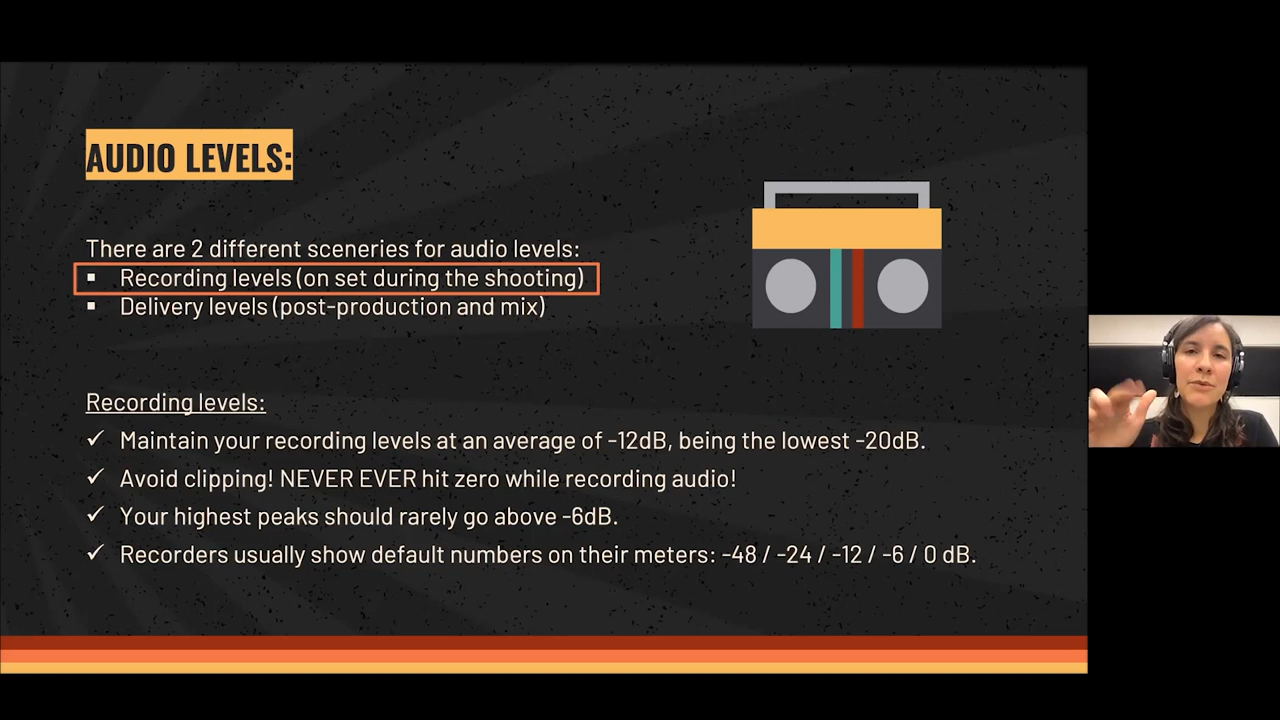 AUDIO LEVELS:
There are 2 different sceneries for audio levels:
▪ Recording levels (on set during the shooting)
▪ Delivery levels (post-production and mix)
Recording levels:
✓ Maintain your recording levels at an average of -12dB, being the lowest -20dB.
✓ Avoid clipping! NEVER EVER hit zero while recording audio!
✓ Your highest peaks should rarely go above -6dB.
✓ Recorders usually show default numbers on their meters: -48 / -24 / -12 / -6 / 0 dB.